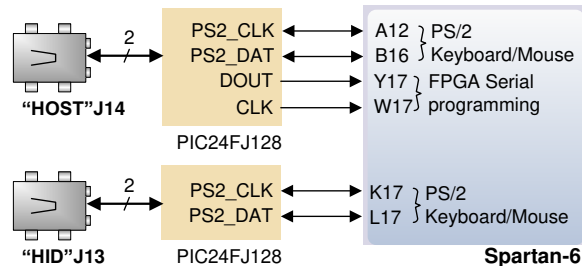 2 PS2_CLK A12 PS/2
PS2_DAT B16 Keyboard/Mouse
DOUT Y17 FPGA Serial
CLK W17 programming
“HOST”J14
PIC24FJ128
2 PS2_CLK K17 PS/2
PS2_DAT L17 Keyboard/Mouse
“HID”J13 PIC24FJ128 Spartan-6